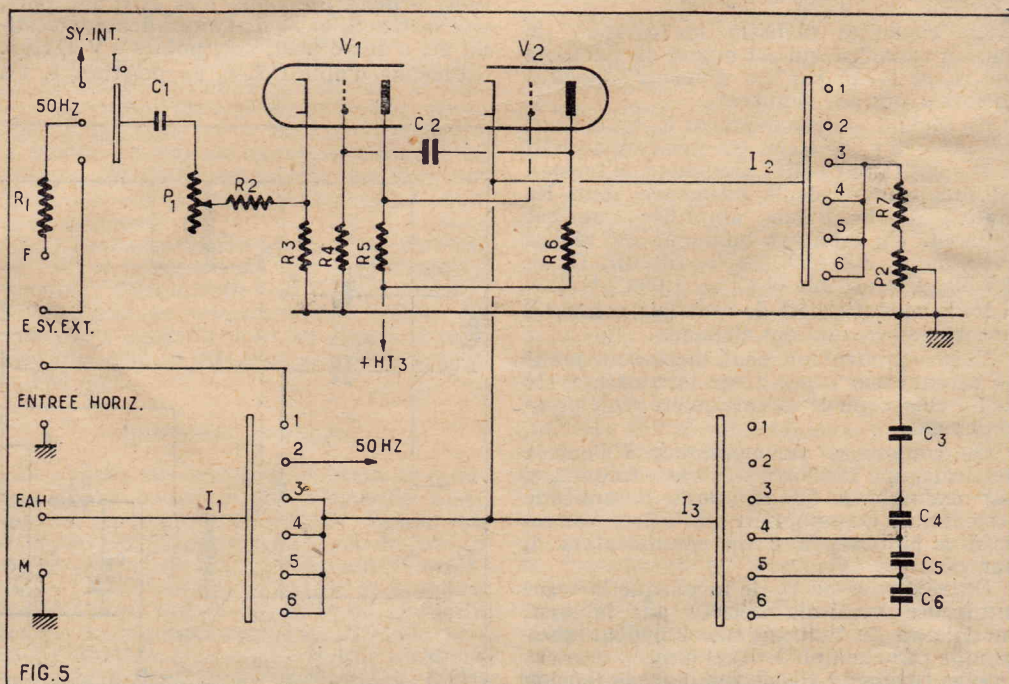 SY. INT.
I
50HZ
C1
V1
V2
C2
R1
F
P1
R2
R3
R4
R5
R6
I2
1
2
3
4
5
6
R7
P2
E SY. EXT.
+HT3
ENTREE HORIZ.
EAH
M
I1
1
2
50HZ
3
4
5
6
I3
1
2
3
4
5
6
C3
C4
C5
C6
FIG.5